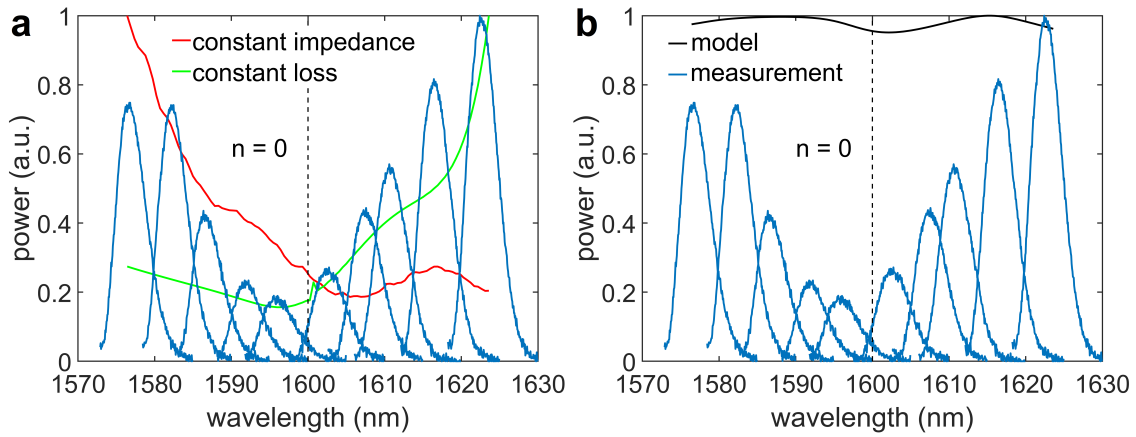 a
constant impedance
constant loss
n = 0
power (a.u.)
0
0.2
0.4
0.6
0.8
1
1570
1580
1590
1600
1610
1620
1630
wavelength (nm)
b
model
measurement
n = 0
power (a.u.)
0
0.2
0.4
0.6
0.8
1
1570
1580
1590
1600
1610
1620
1630
wavelength (nm)